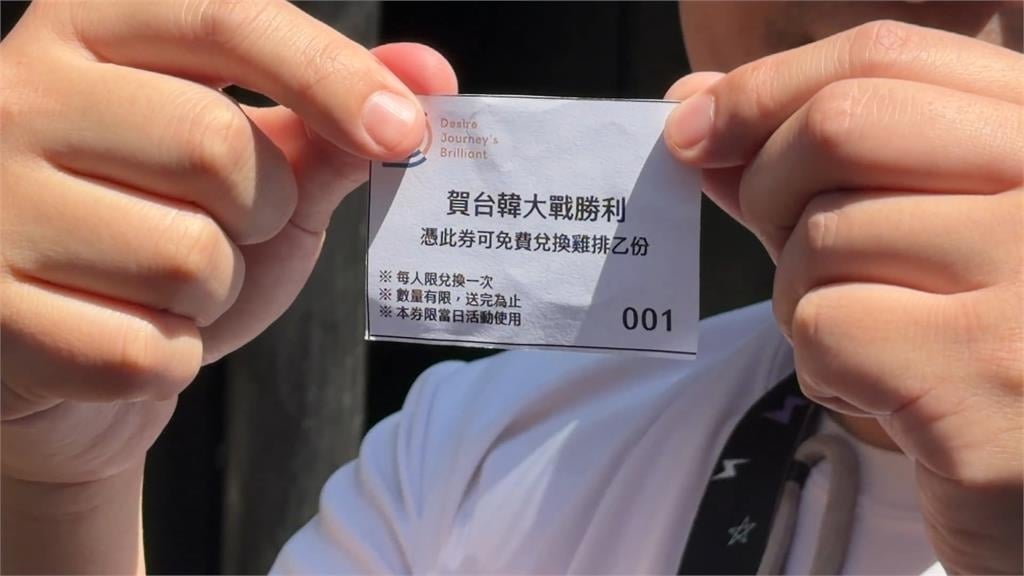 Desire
Journey's
Brilliant
賀台韓大戰勝利
憑此券可免費兌換雞排乙份
※ 每人限兌換一次
※ 數量有限，送完為止
※ 本券限當日活動使用
001